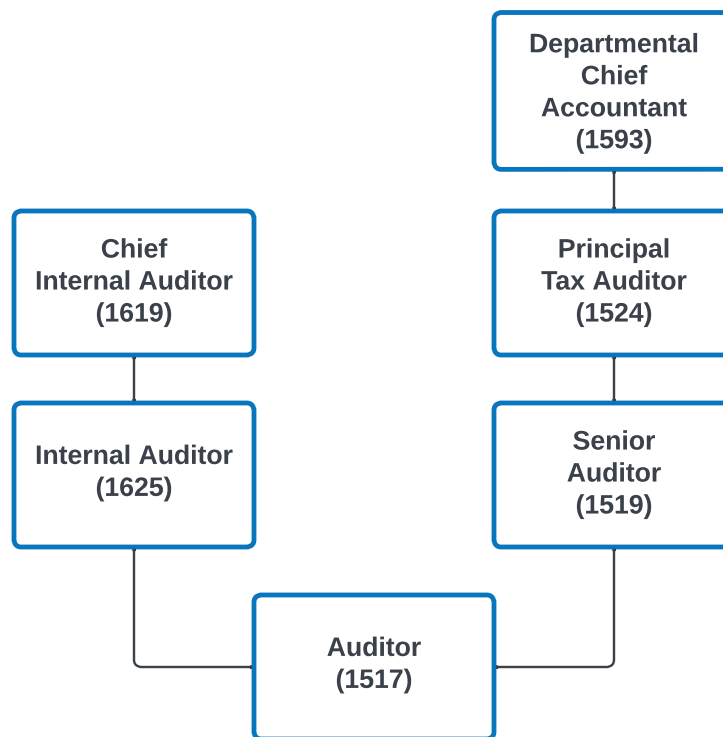 Departmental
Chief
Accountant
(1593)
Chief
Internal Auditor
(1619)
Principal
Tax Auditor
(1524)
Internal Auditor
(1625)
Senior
Auditor
(1519)
Auditor
(1517)